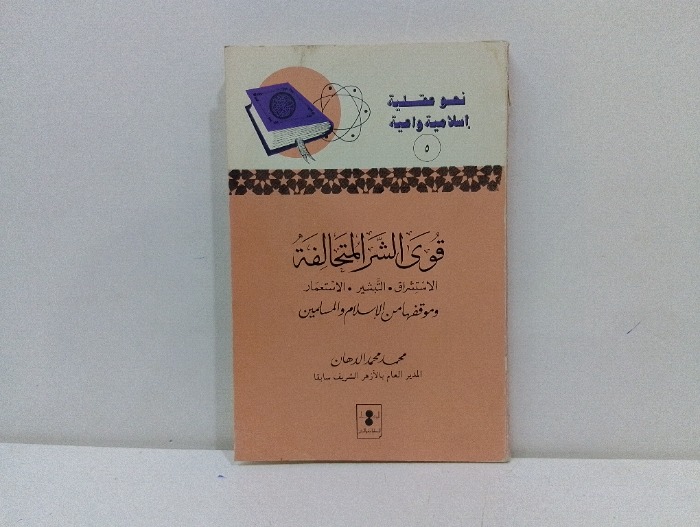 نحو عقلية
إسلامية واعية
٥
قوى الشر المتحالفة
الاستشراق • التبشير • الاستعمار
وموقفها من الإسلام والمسلمين
محمد محمد الدهان
المدير العام بالأزهر الشريف سابقا